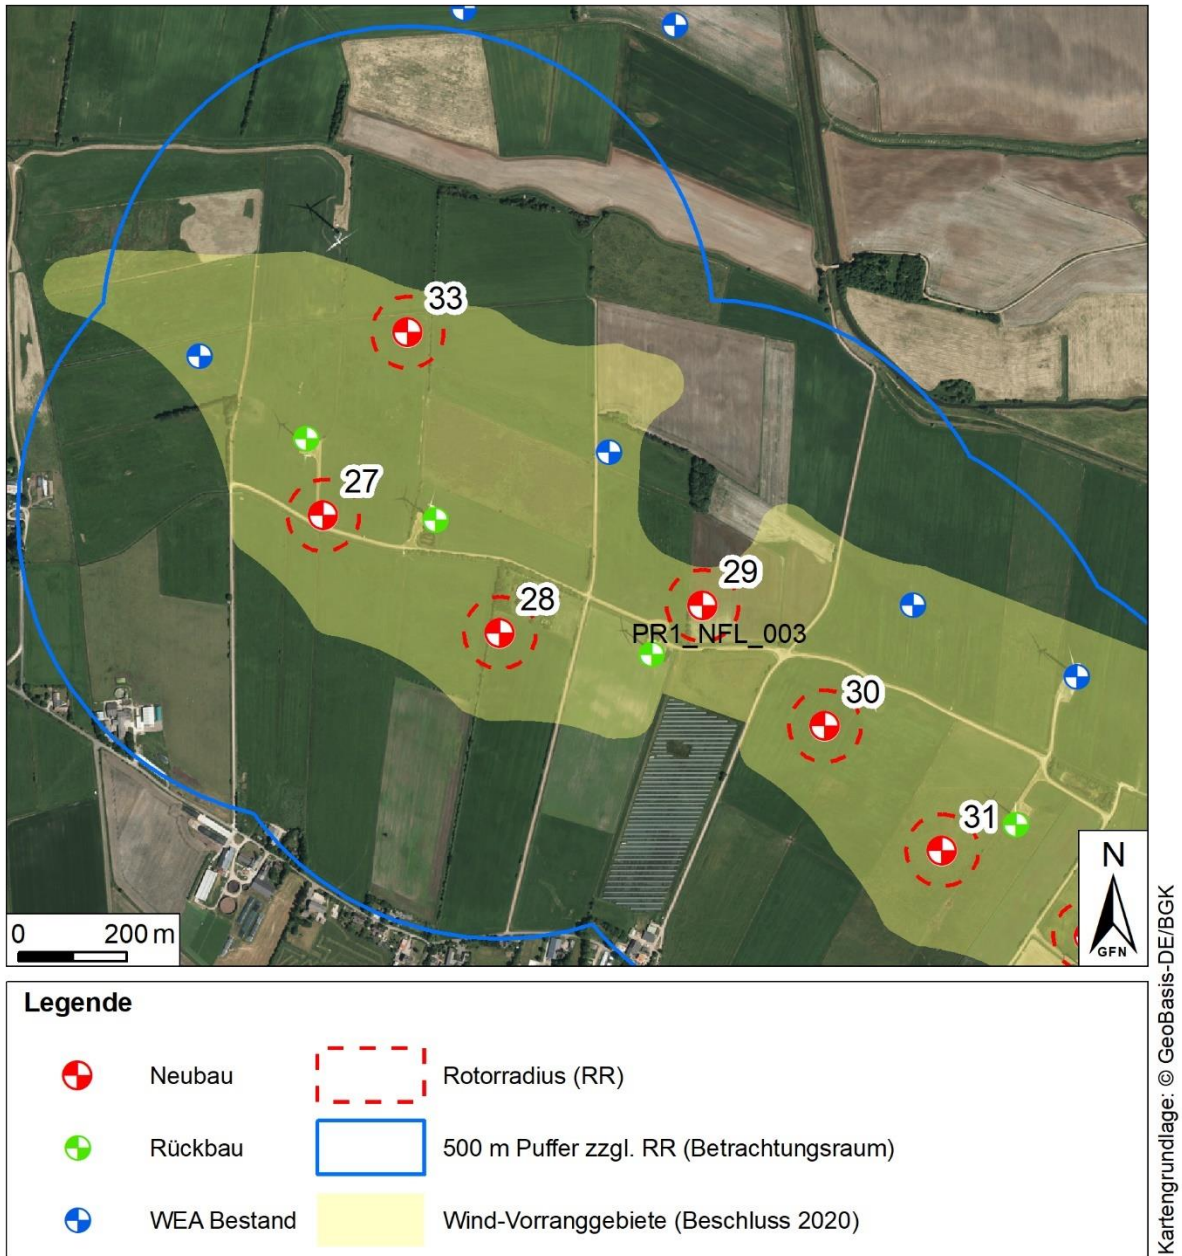 33
27
29
28
PR1_NFL_003
30
31
N
GFN
0 200 m
Legende
Neubau Rotorradius (RR)
Rückbau 500 m Puffer zzgl. RR (Betrachtungsraum)
WEA Bestand Wind-Vorranggebiete (Beschluss 2020)
Kartengrundlage: © GeoBasis-DE/BGK